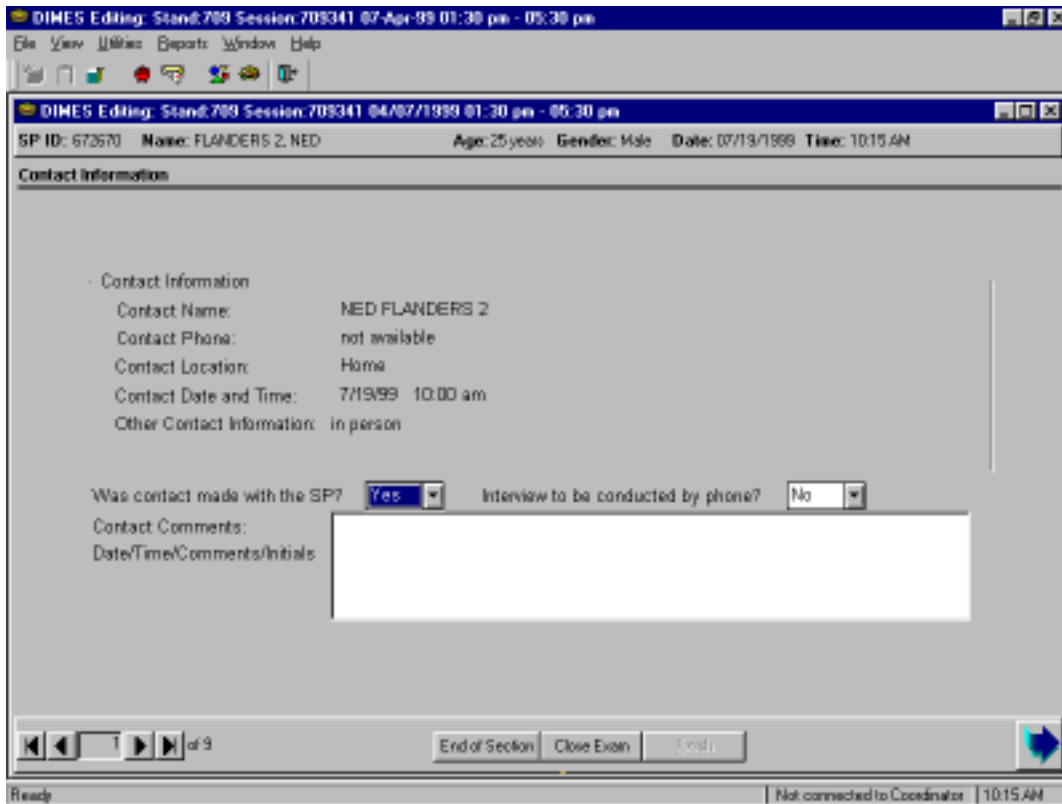 DIMES Editing: Stand:709 Session:709341 07-Apr-99 01:30 pm - 05:30 pm
File View Utilities Reports Window Help
DIMES Editing: Stand:709 Session:709341 04/07/1999 01:30 pm - 05:30 pm
SP ID: 672670 Name: FLANDERS 2, NED Age: 25 years Gender: Male Date: 07/19/1999 Time: 10:15 AM
Contact Information
Contact Information
Contact Name: NED FLANDERS 2
Contact Phone: not available
Contact Location: Home
Contact Date and Time: 7/19/99 10:00 am
Other Contact Information: in person
Was contact made with the SP? Yes Interview to be conducted by phone? No
Contact Comments:
Date/Time/Comments/Initials
1 of 9 End of Section Close Exam
Ready Not connected to Coordinator 10:15 AM